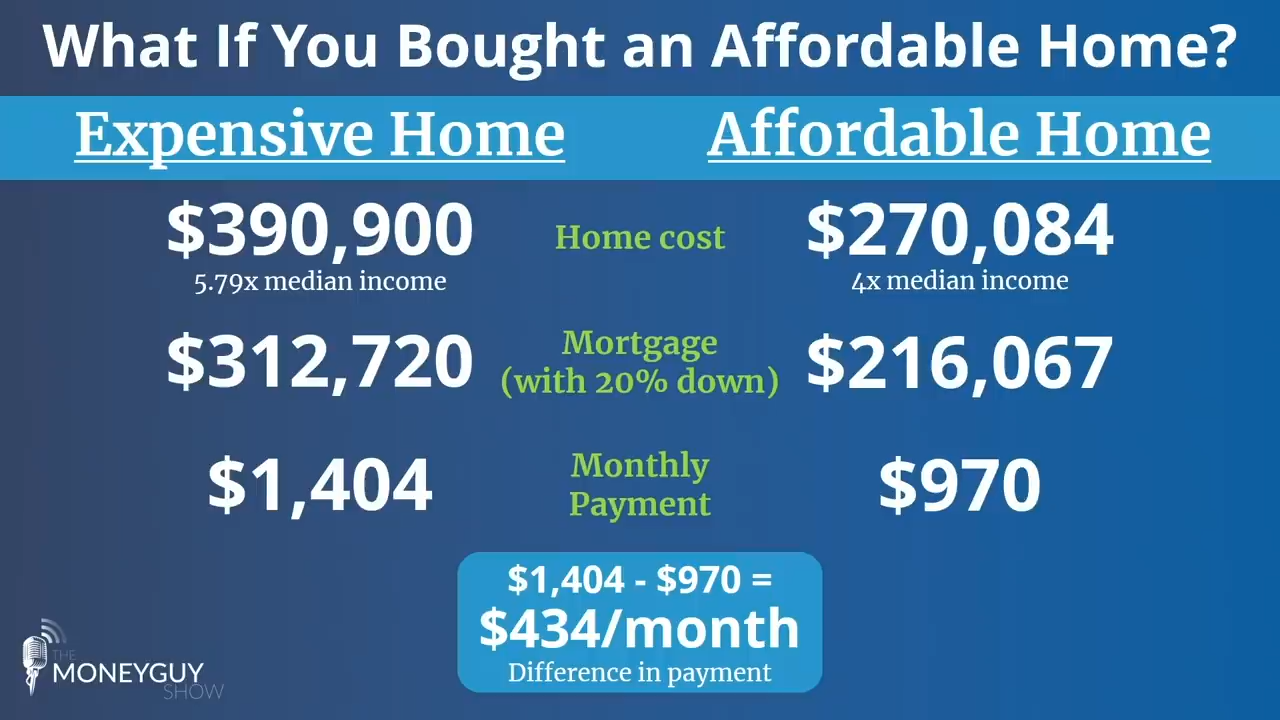 What If You Bought an Affordable Home?
Expensive Home
Affordable Home
$390,900
5.79x median income
Home cost
$270,084
4x median income
$312,720
Mortgage
(with 20% down)
$216,067
$1,404
Monthly
Payment
$970
$1,404 - $970 =
$434/month
Difference in payment
THE
MONEYGUY
SHOW